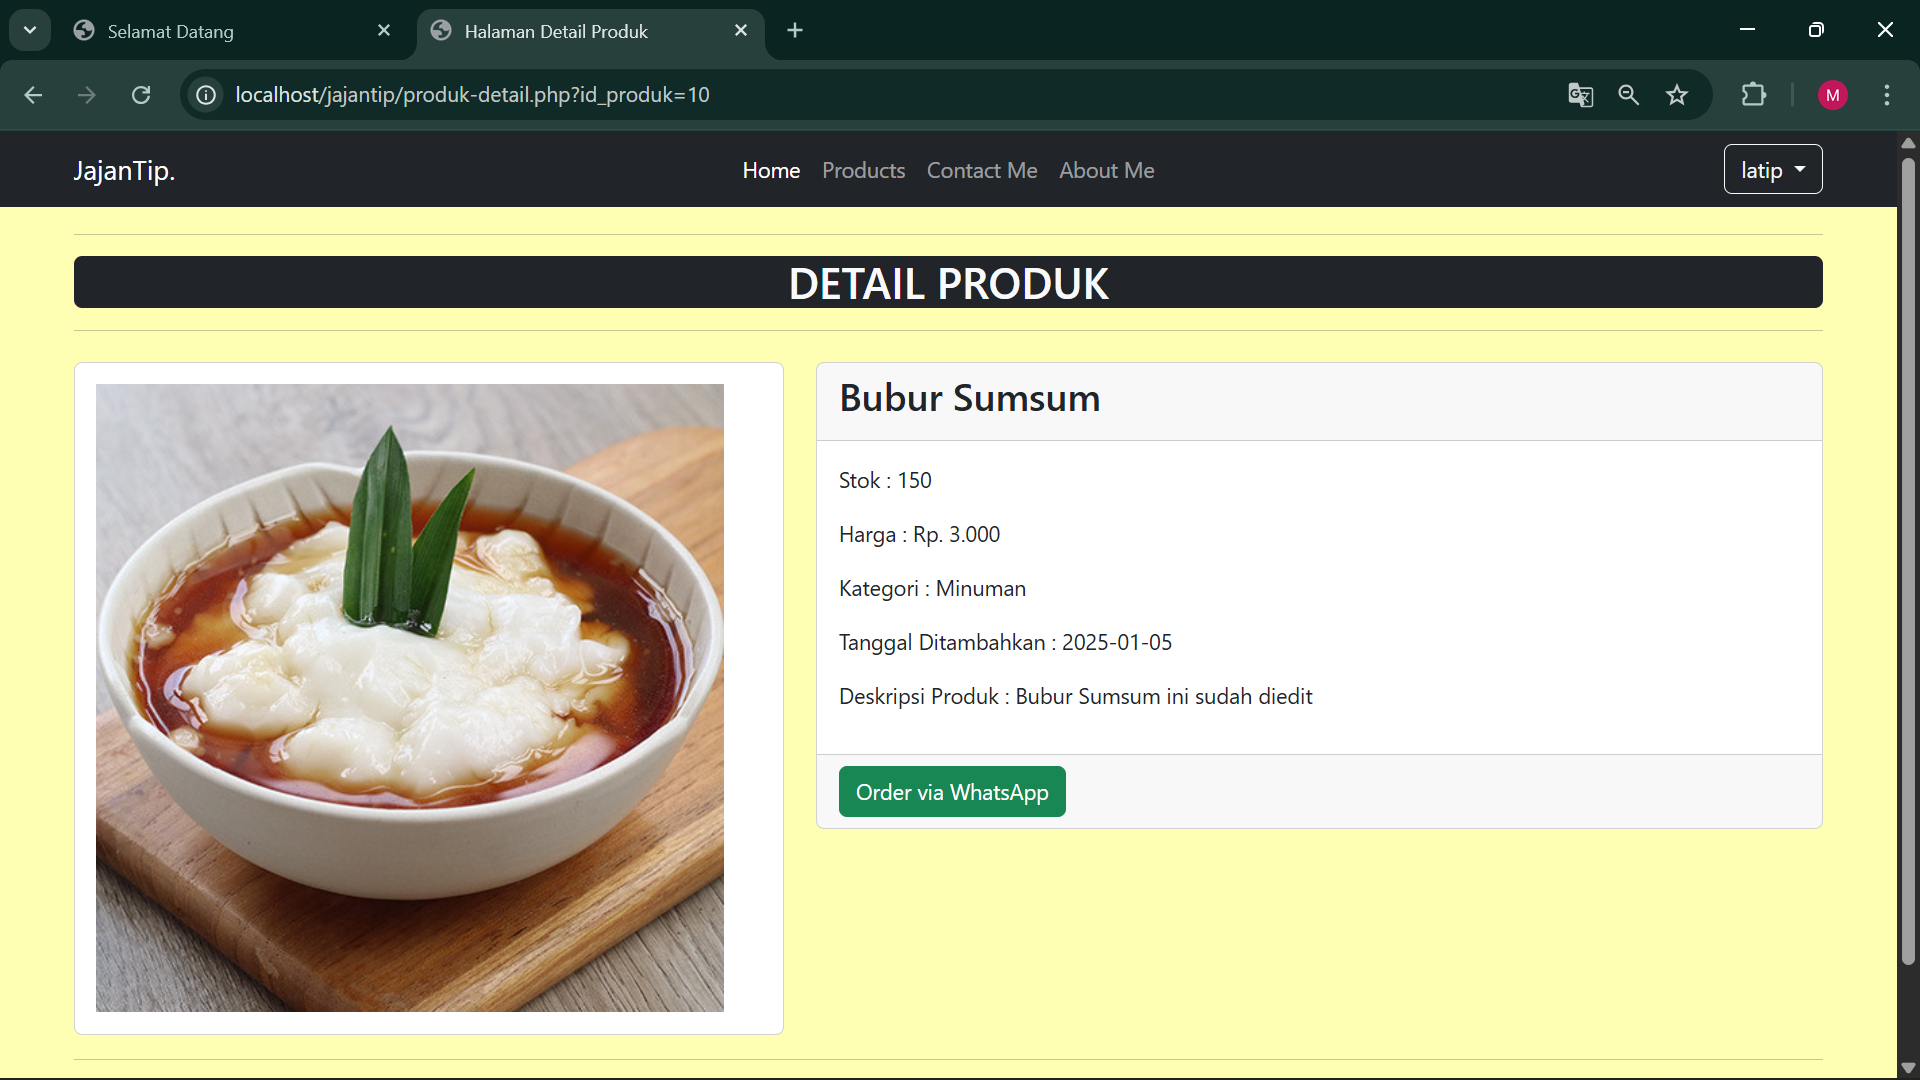 Selamat Datang
Halaman Detail Produk
localhost/jajantip/produk-detail.php?id_produk=10
M
JajanTip.
Home Products Contact Me About Me
latip
DETAIL PRODUK
Bubur Sumsum
Stok : 150
Harga : Rp. 3.000
Kategori : Minuman
Tanggal Ditambahkan : 2025-01-05
Deskripsi Produk : Bubur Sumsum ini sudah diedit
Order via WhatsApp